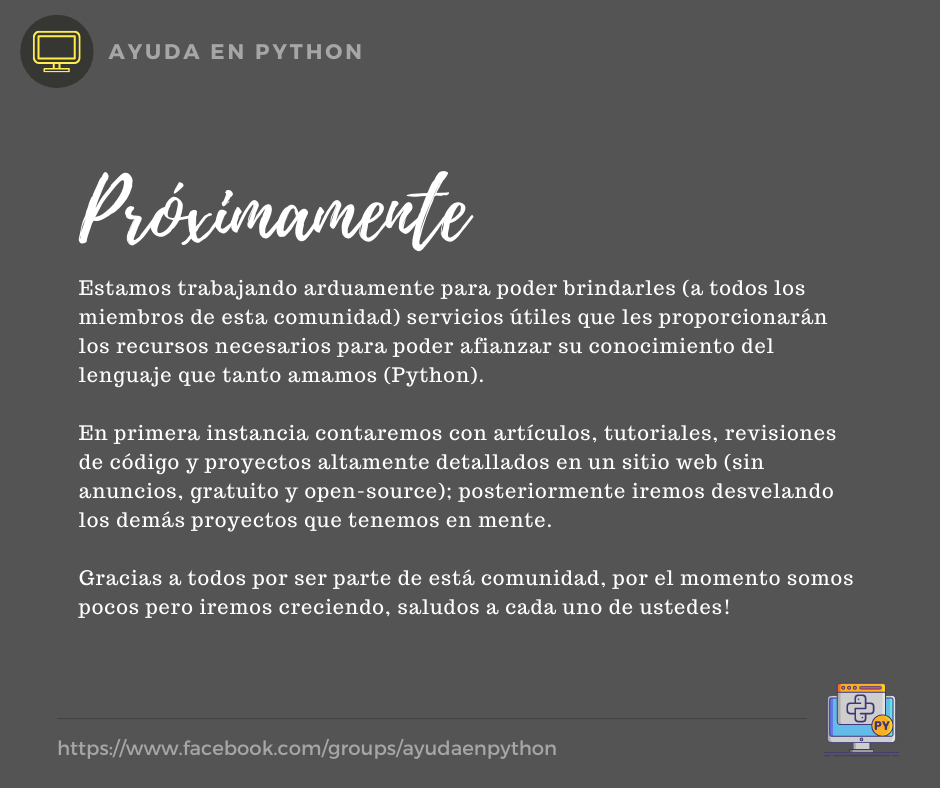 AYUDA EN PYTHON
Próximamente
Estamos trabajando arduamente para poder brindarles (a todos los
miembros de esta comunidad) servicios útiles que les proporcionarán
los recursos necesarios para poder afianzar su conocimiento del
lenguaje que tanto amamos (Python).
En primera instancia contaremos con artículos, tutoriales, revisiones
de código y proyectos altamente detallados en un sitio web (sin
anuncios, gratuito y open-source); posteriormente iremos desvelando
los demás proyectos que tenemos en mente.
Gracias a todos por ser parte de está comunidad, por el momento somos
pocos pero iremos creciendo, saludos a cada uno de ustedes!
PY
https://www.facebook.com/groups/ayudaenpython